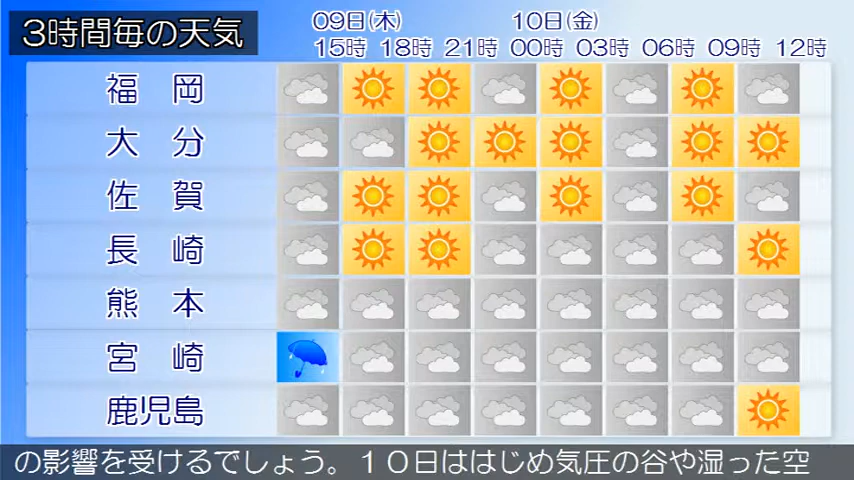 3時間毎の天気
09日(木) 10日(金)
15時 18時 21時 00時 03時 06時 09時 12時
福岡
大分
佐賀
長崎
熊本
宮崎
鹿児島
の影響を受けるでしょう。１０日ははじめ気圧の谷や湿った空